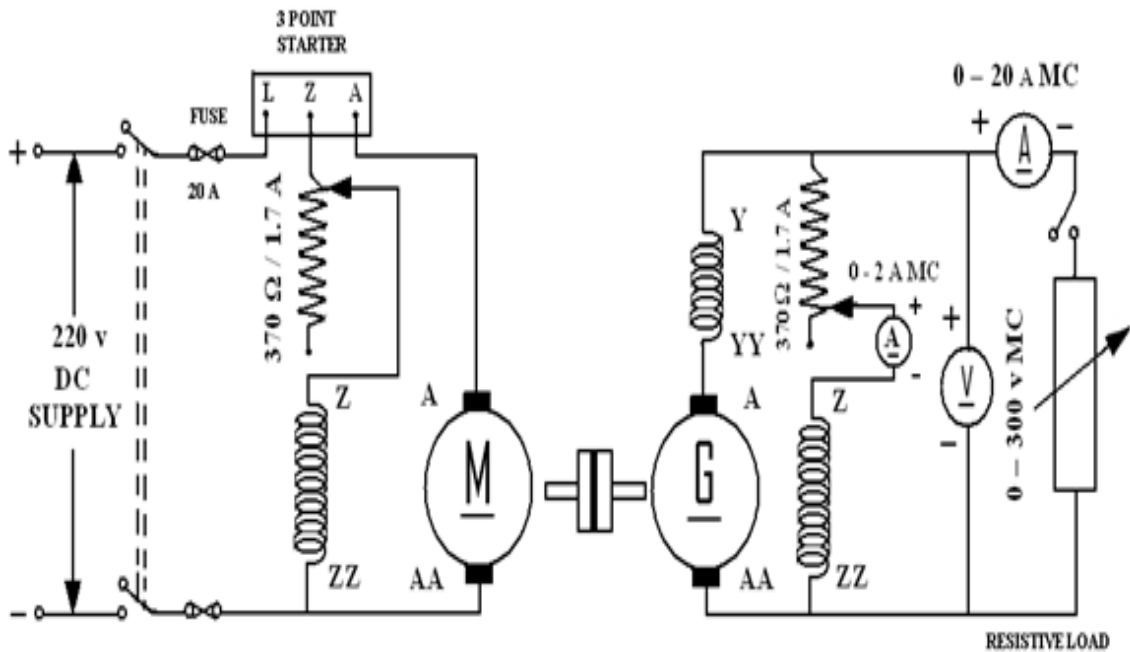 3 POINT
STARTER
L Z A
FUSE
20 A
+
-
220 v
DC
SUPPLY
370 Ω / 1.7 A
Z
ZZ
A
M
AA
0 – 20 A MC
+ -
A
Y
YY
370 Ω / 1.7 A
0 - 2 A MC
+
A
-
A
G
AA
Z
ZZ
+
V
-
0 – 300 v MC
RESISTIVE LOAD